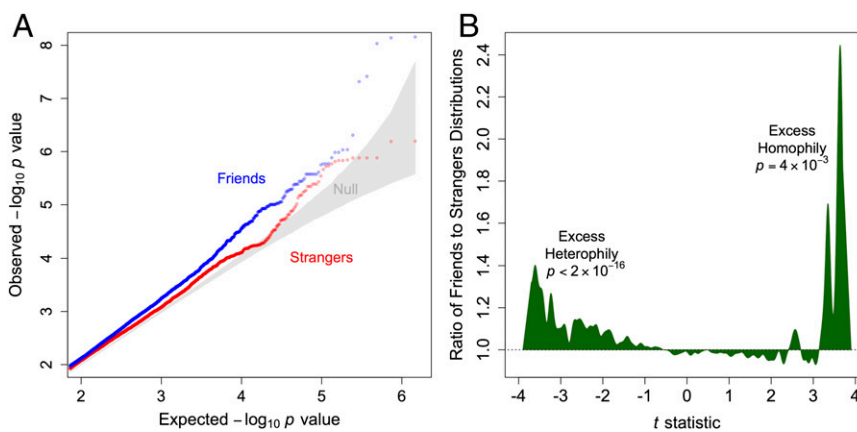 A
8
7
6
5
4
3
2
Observed −log10 p value
Friends
Null
Strangers
2 3 4 5 6
Expected −log10 p value
B
2.4
2.2
2.0
1.8
1.6
1.4
1.2
1.0
Ratio of Friends to Strangers Distributions
Excess
Homophily
p = 4 × 10−3
Excess
Heterophily
p < 2 × 10−16
-4 -3 -2 -1 0 1 2 3 4
t statistic